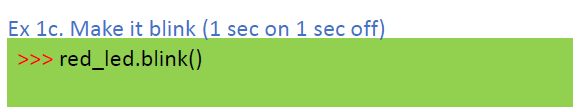 Ex 1c. Make it blink (1 sec on 1 sec off)
>>> red_led.blink()